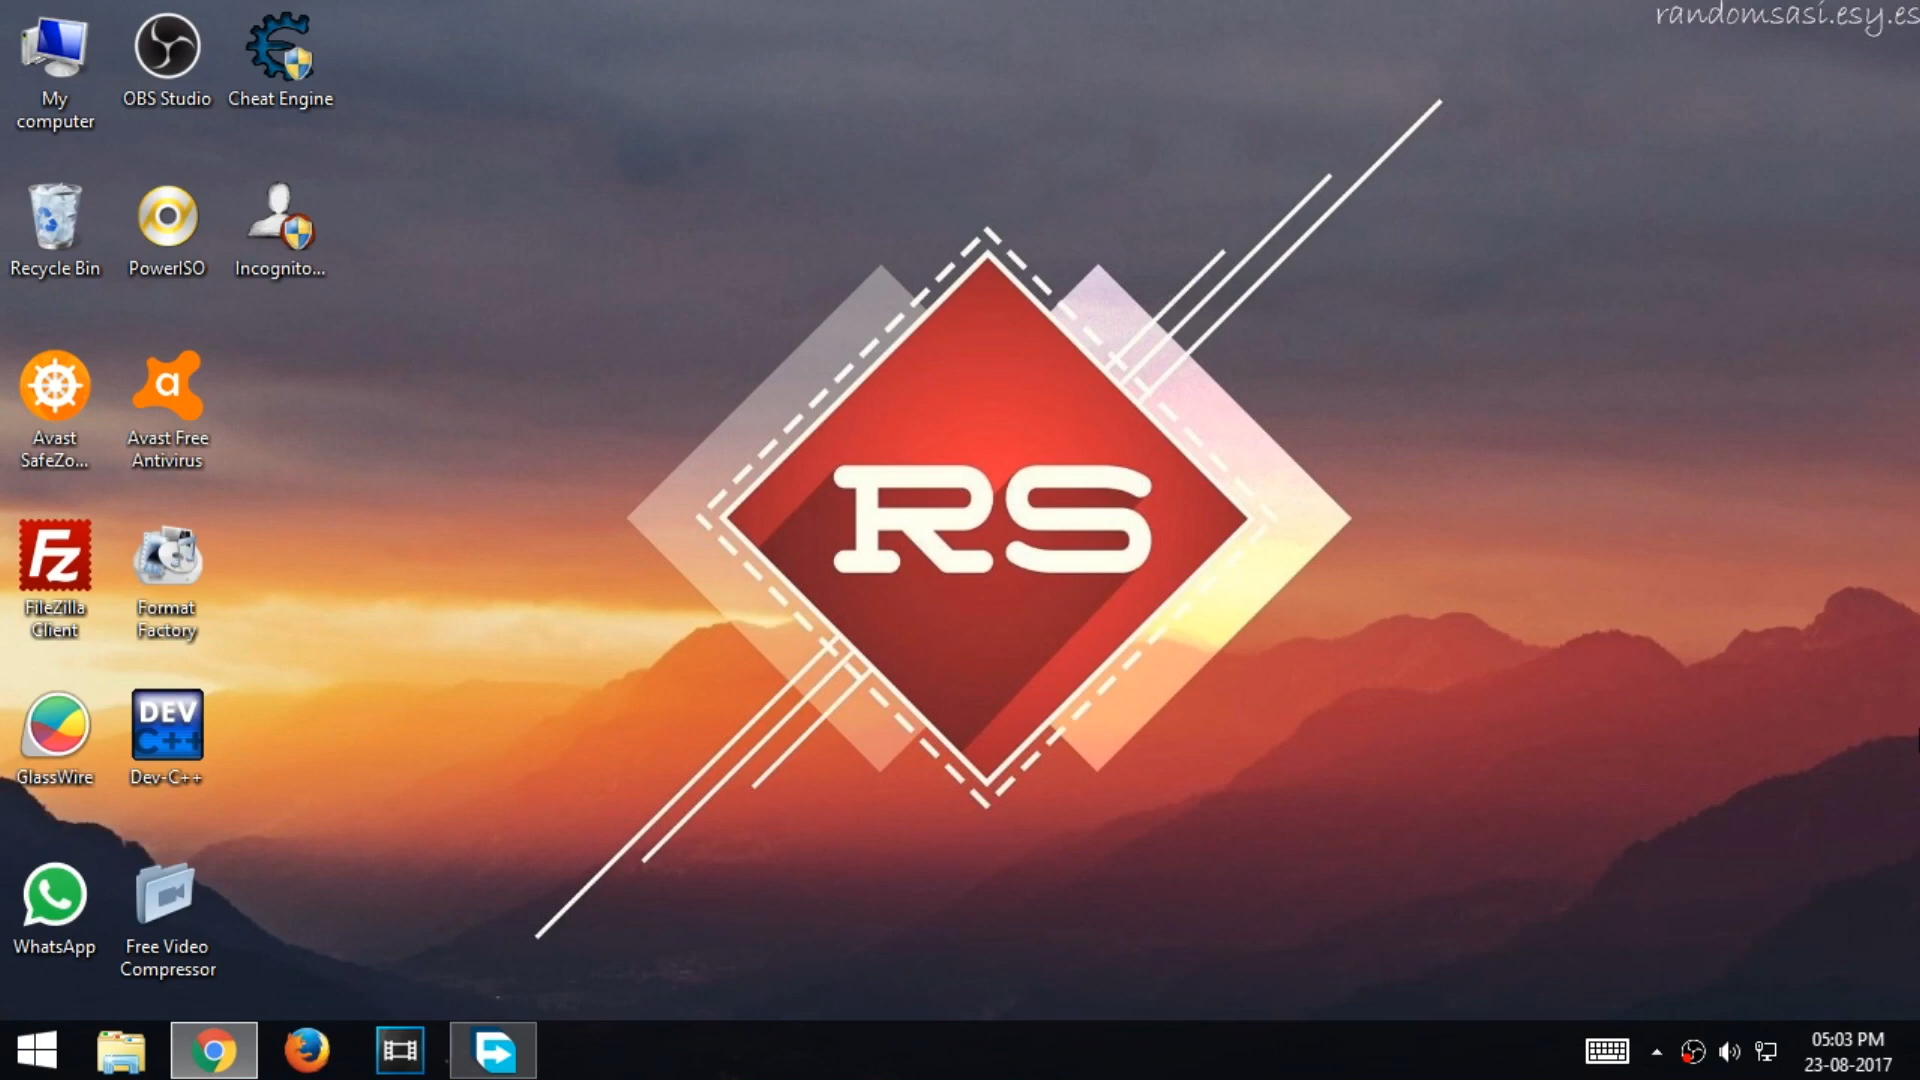 randomsasi.esy.es
My
computer
OBS Studio
Cheat Engine
Recycle Bin
PowerISO
Incognito...
Avast
SafeZo...
a
Avast Free
Antivirus
Fz
FileZilla
Client
Format
Factory
RS
GlassWire
DEV
C++
Dev-C++
WhatsApp
Free Video
Compressor
05:03 PM
23-08-2017